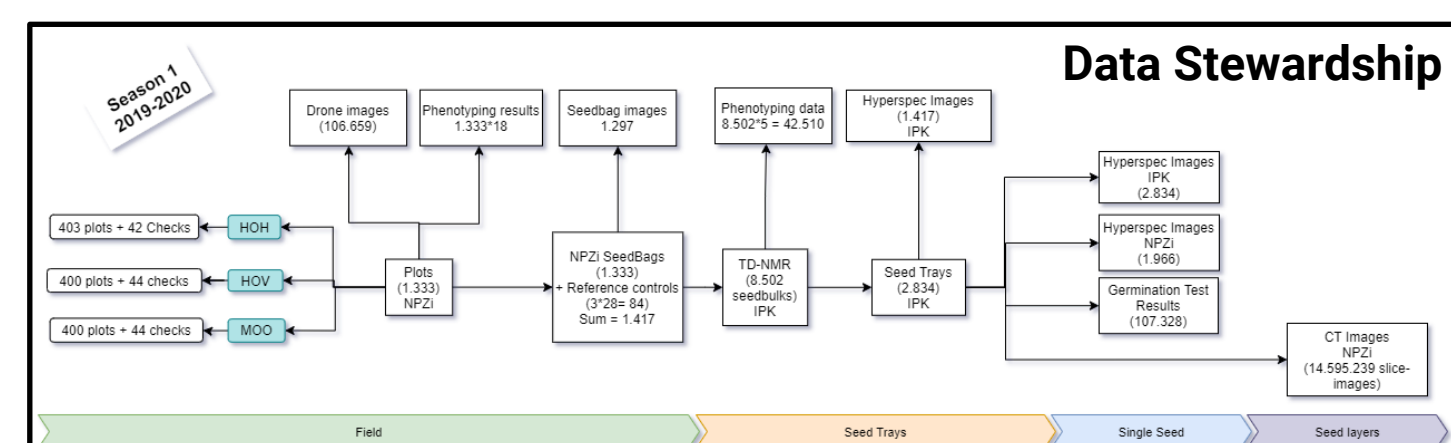 Data Stewardship
Season 1
2019-2020
Drone images
(106.659)
Phenotyping results
1.333*18
Seedbag images
1.297
Phenotyping data
8.502*5 = 42.510
Hyperspec Images
(1.417)
IPK
403 plots + 42 Checks
HOH
400 plots + 44 checks
HOV
400 plots + 44 checks
MOO
Plots
(1.333)
NPZi
NPZi SeedBags
(1.333)
+ Reference controls
(3*28= 84)
Sum = 1.417
TD-NMR
(8.502
seedbulks)
IPK
Seed Trays
(2.834)
IPK
Hyperspec Images
IPK
(2.834)
Hyperspec Images
NPZi
(1.966)
Germination Test
Results
(107.328)
CT Images
NPZi
(14.595.239 slice-
images)
Field
Seed Trays
Single Seed
Seed layers